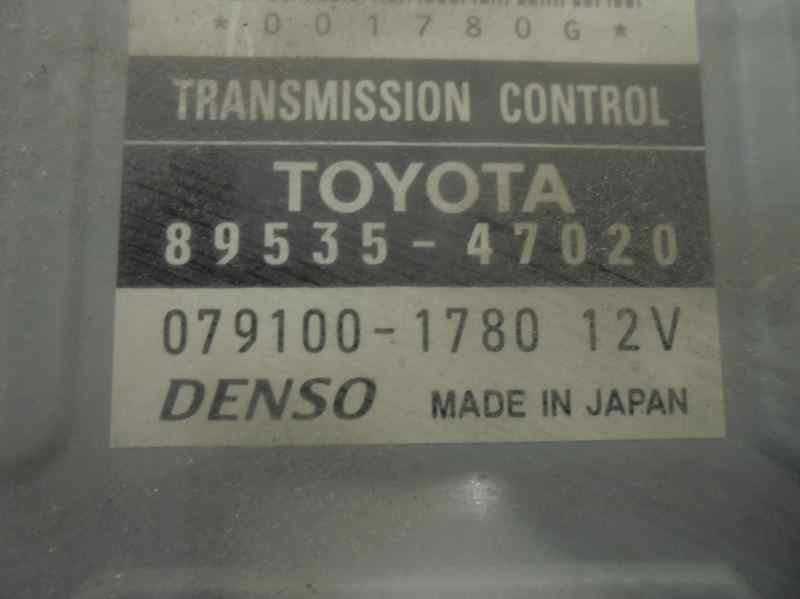 *001780G*
TRANSMISSION CONTROL
TOYOTA
89535-47020
079100-1780 12V
DENSO MADE IN JAPAN